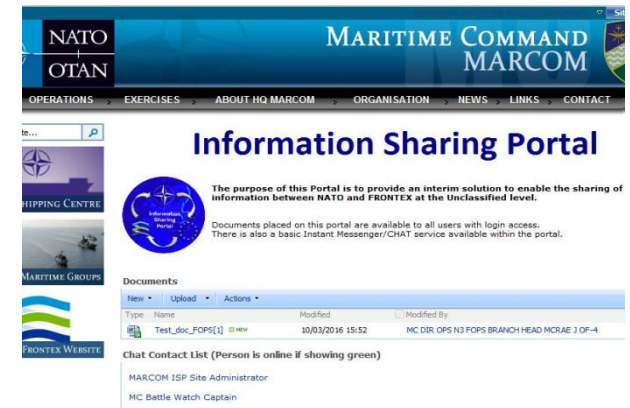 Sit
NATO
OTAN
MARITIME COMMAND
MARCOM
OPERATIONS EXERCISES ABOUT HQ MARCOM ORGANISATION NEWS LINKS CONTACT
te...
Information Sharing Portal
HIPPING CENTRE
MARITIME GROUPS
FRONTEX WEBSITE
Information
Sharing
Portal
The purpose of this Portal is to provide an interim solution to enable the sharing of
information between NATO and FRONTEX at the Unclassified level.
Documents placed on this portal are available to all users with login access.
There is also a basic Instant Messenger/CHAT service available within the portal.
Documents
New Upload Actions
Type Name Modified Modified By
Test_doc_FOPS[1] NEW 10/03/2016 15:52 MC DIR OPS N3 FOPS BRANCH HEAD MCRAE J OF-4
Chat Contact List (Person is online if showing green)
MARCOM ISP Site Administrator
MC Battle Watch Captain